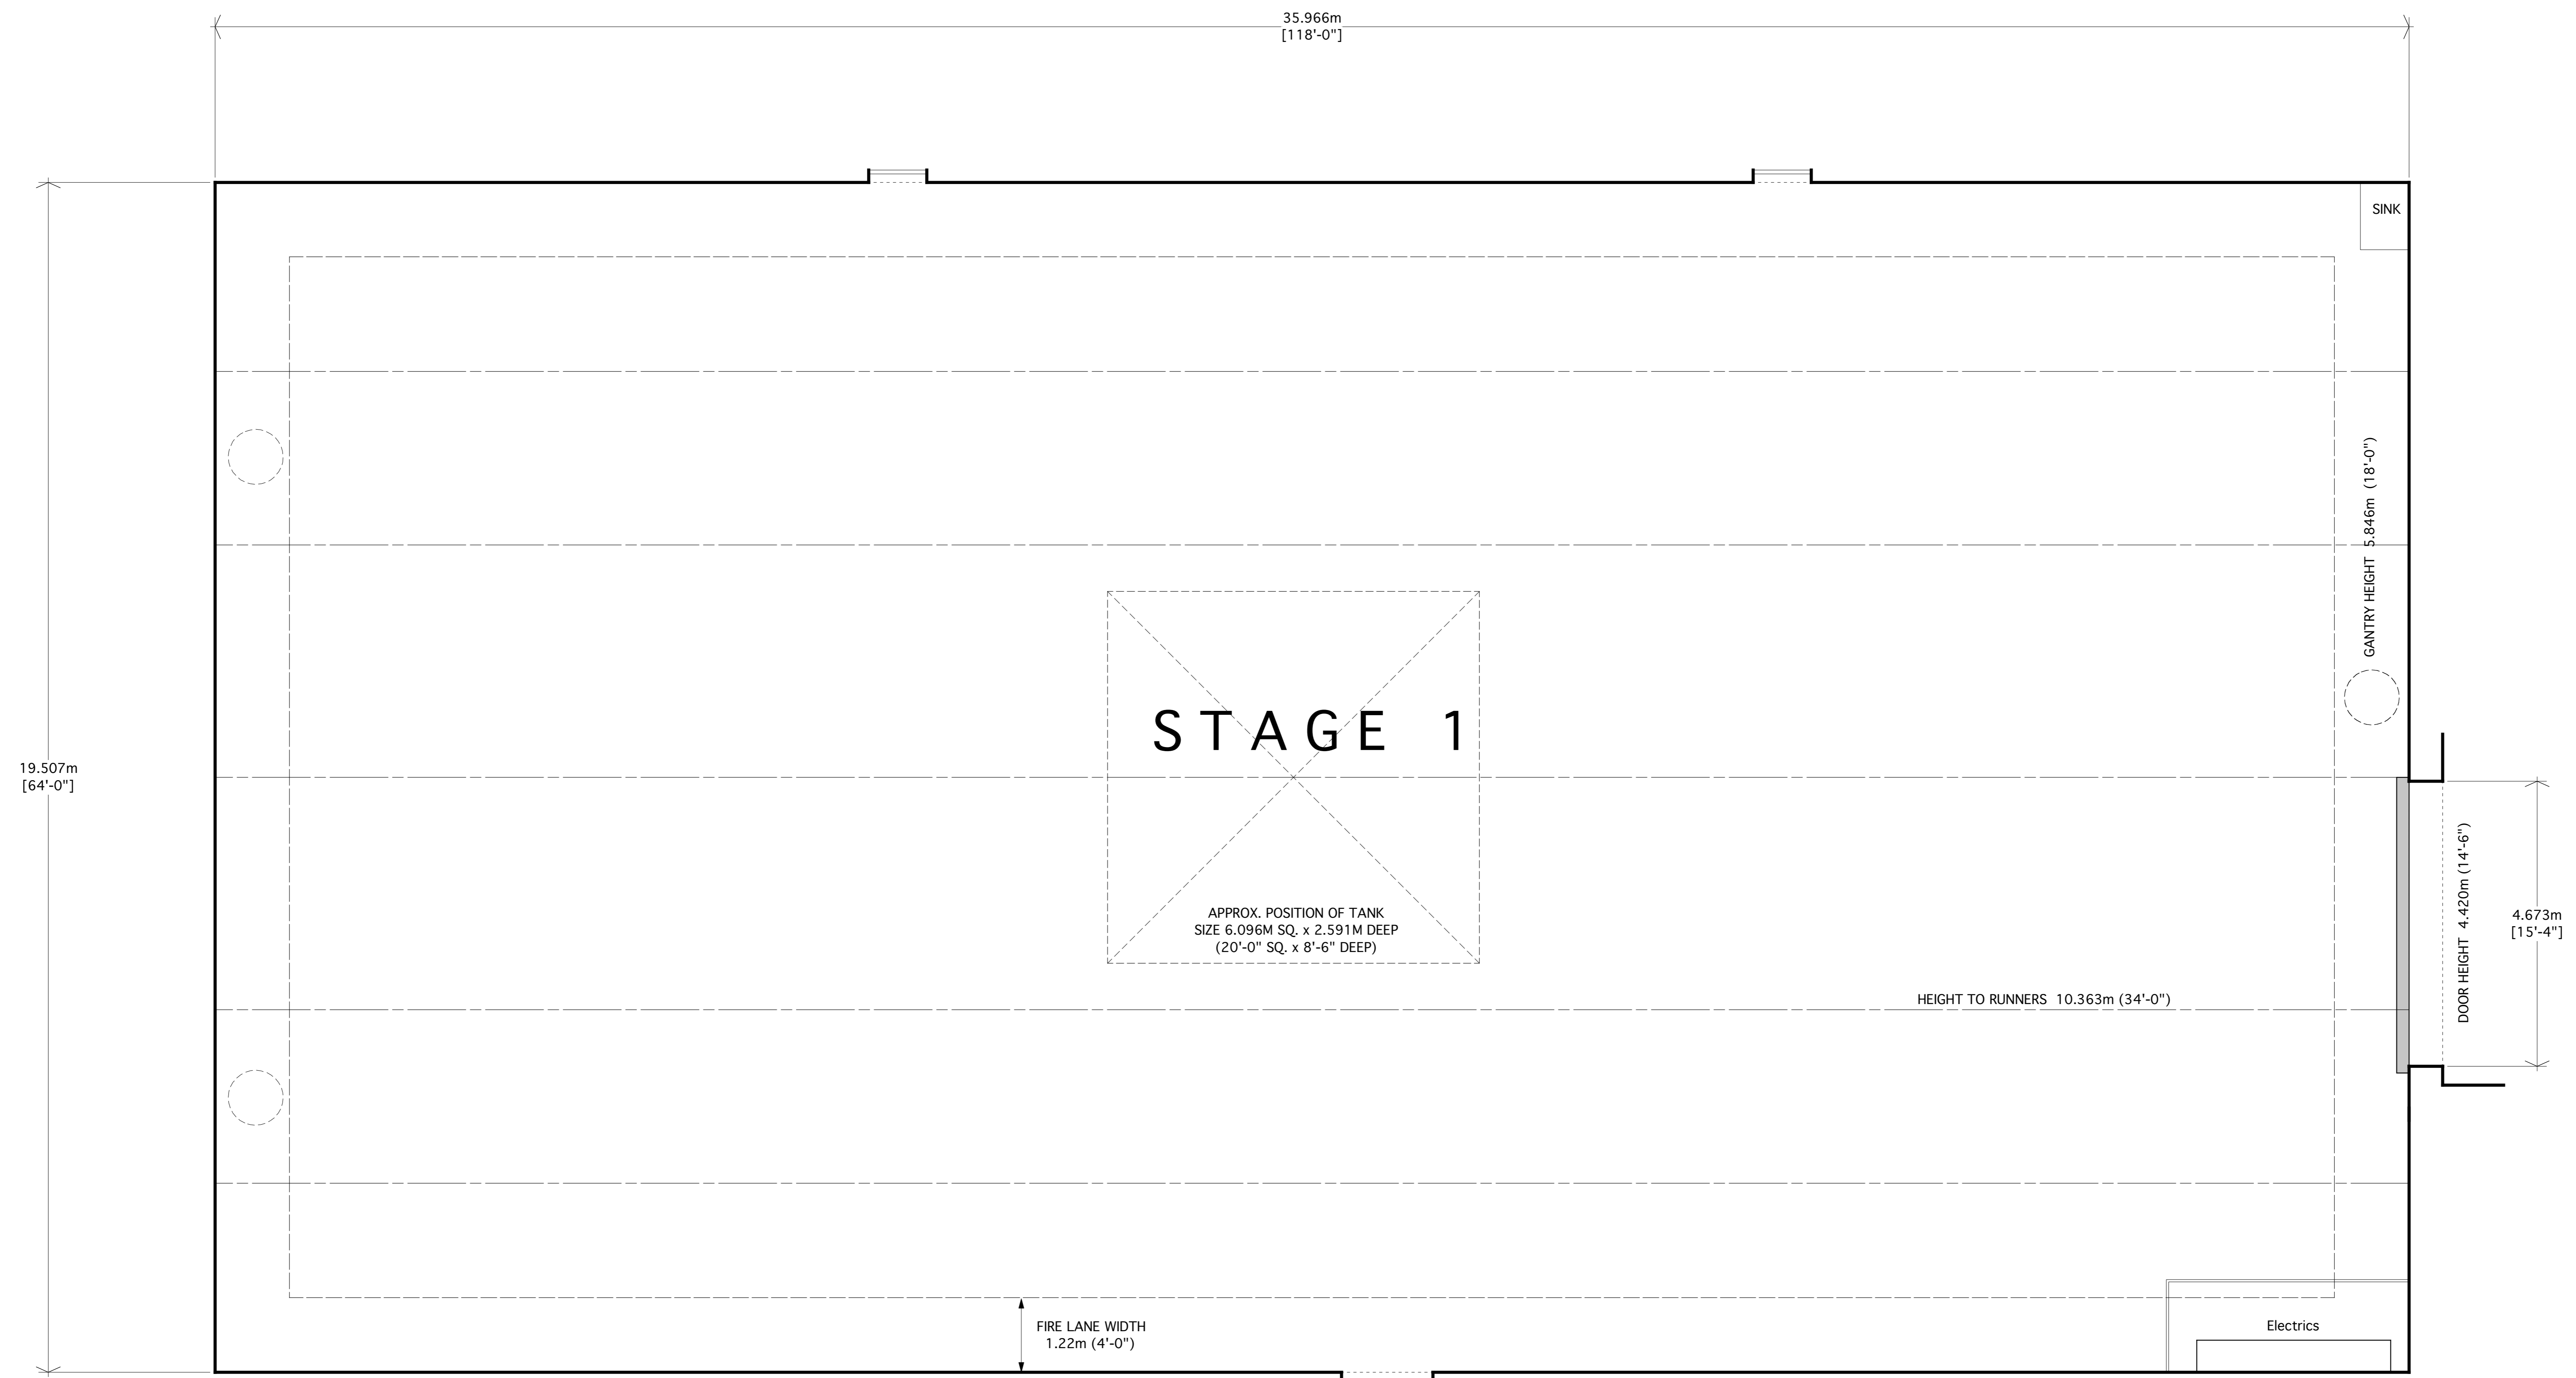 35.966m
[118'-0"]
SINK
GANTRY HEIGHT  5.846m  (18'-0")
STAGE 1
19.507m
[64'-0"]
APPROX. POSITION OF TANK
SIZE 6.096M SQ. x 2.591M DEEP
(20'-0" SQ. x 8'-6" DEEP)
DOOR HEIGHT  4.420m (14'-6")
4.673m
[15'-4"]
HEIGHT TO RUNNERS  10.363m (34'-0")
FIRE LANE WIDTH
1.22m (4'-0")
Electrics